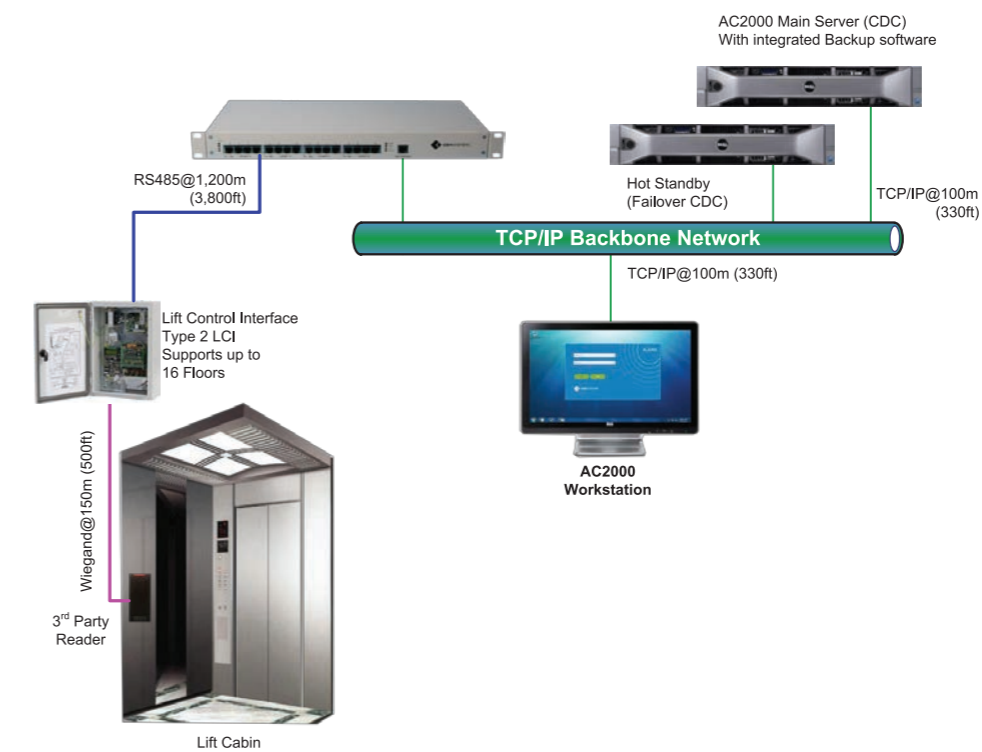 AC2000 Main Server (CDC)
With integrated Backup software
Hot Standby
(Failover CDC)
RS485@1,200m
(3,800ft)
TCP/IP@100m
(330ft)
TCP/IP Backbone Network
TCP/IP@100m (330ft)
Lift Control Interface
Type 2 LCI
Supports up to
16 Floors
AC2000
Workstation
Wiegand@150m (500ft)
3rd Party
Reader
Lift Cabin